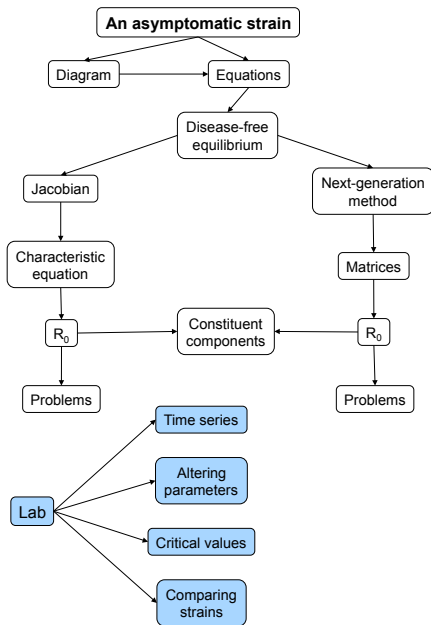 An asymptomatic strain
Diagram
Equations
Disease-free
equilibrium
Jacobian
Next-generation
method
Characteristic
equation
Matrices
R₀
Constituent
components
R₀
Problems
Problems
Time series
Altering
parameters
Lab
Critical values
Comparing
strains